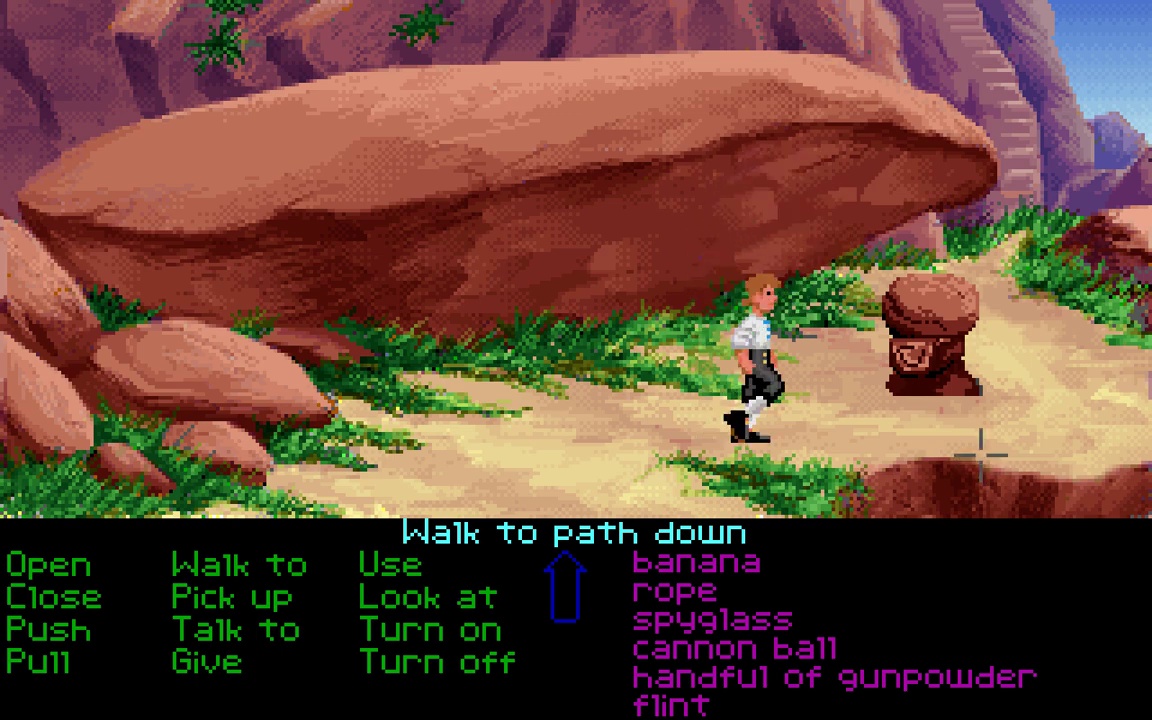 Walk to path down
Open Walk to Use
Close Pick up Look at
Push Talk to Turn on
Pull Give Turn off
banana
rope
spyglass
cannon ball
handful of gunpowder
flint